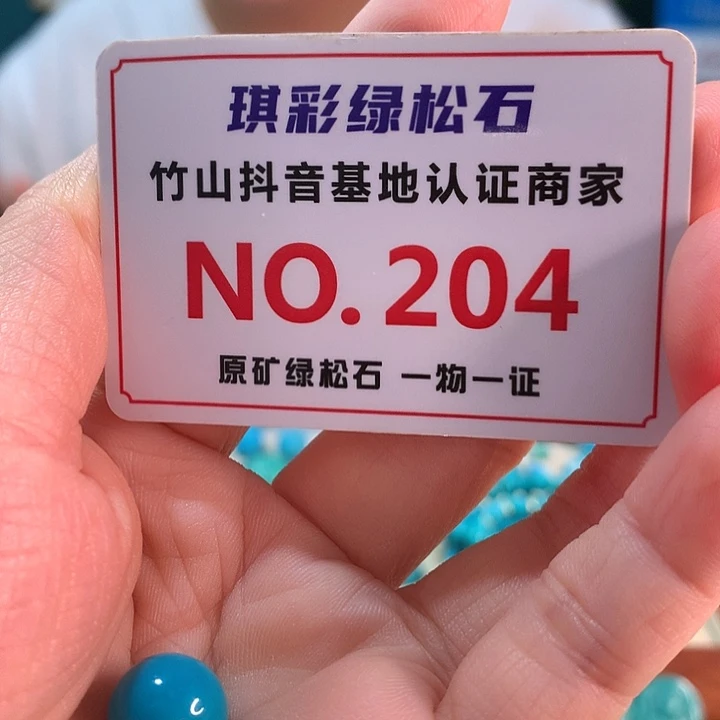 琪彩绿松石
竹山抖音基地认证商家
NO.204
原矿绿松石 一物一证